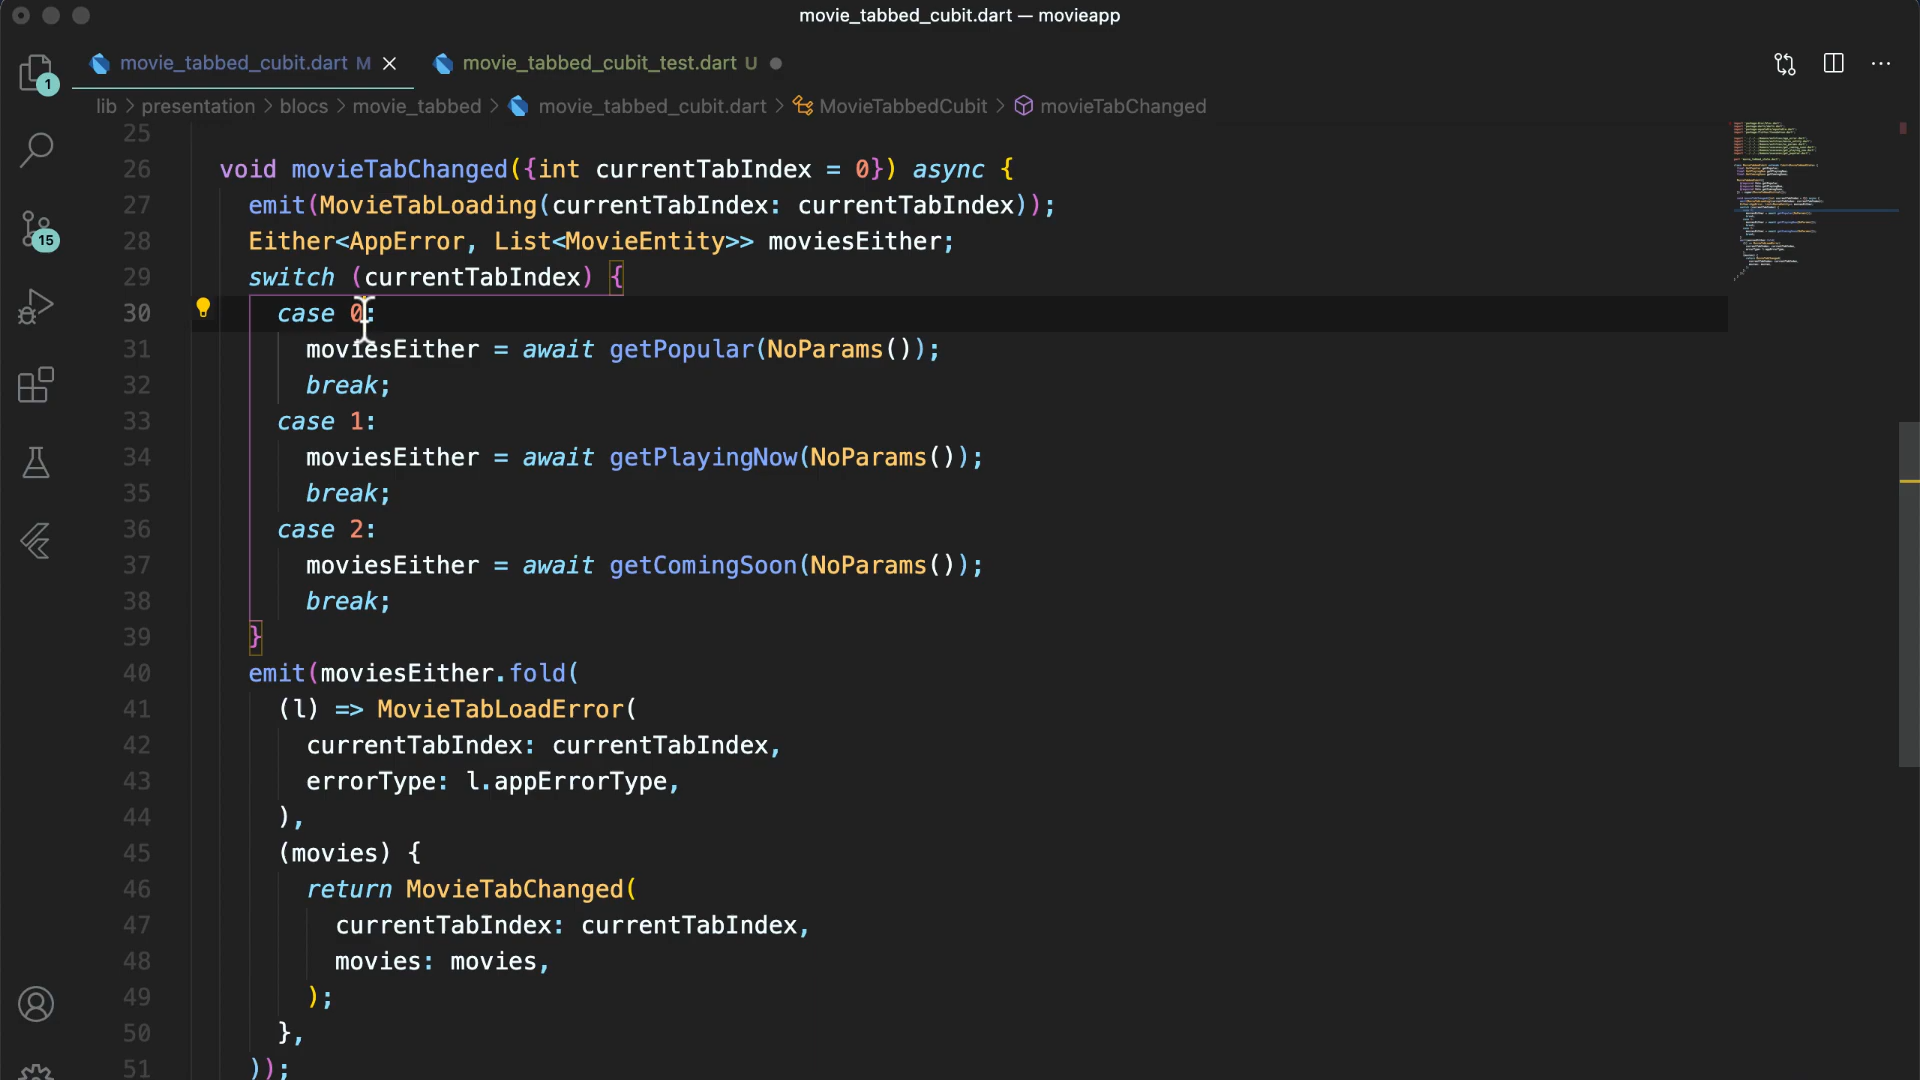 movie_tabbed_cubit.dart — movieapp
movie_tabbed_cubit.dart M
movie_tabbed_cubit_test.dart U
lib > presentation > blocs > movie_tabbed > movie_tabbed_cubit.dart > MovieTabbedCubit > movieTabChanged
1
15
25
26 void movieTabChanged({int currentTabIndex = 0}) async {
27 emit(MovieTabLoading(currentTabIndex: currentTabIndex));
28 Either<AppError, List<MovieEntity>> moviesEither;
29 switch (currentTabIndex) {
30 case 0:
31 moviesEither = await getPopular(NoParams());
32 break;
33 case 1:
34 moviesEither = await getPlayingNow(NoParams());
35 break;
36 case 2:
37 moviesEither = await getComingSoon(NoParams());
38 break;
39 }
40 emit(moviesEither.fold(
41 (l) => MovieTabLoadError(
42 currentTabIndex: currentTabIndex,
43 errorType: l.appErrorType,
44 ),
45 (movies) {
46 return MovieTabChanged(
47 currentTabIndex: currentTabIndex,
48 movies: movies,
49 );
50 },
51 ));